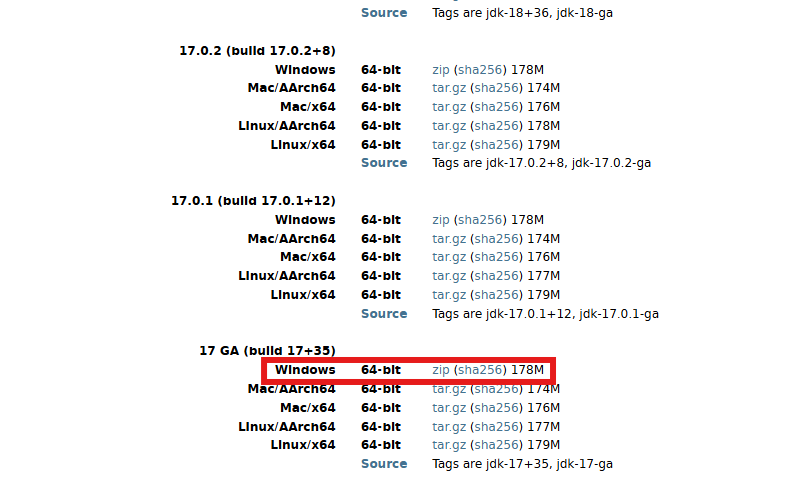 Source Tags are jdk-18+36, jdk-18-ga
17.0.2 (build 17.0.2+8)
Windows 64-bit zip (sha256) 178M
Mac/AArch64 64-bit tar.gz (sha256) 174M
Mac/x64 64-bit tar.gz (sha256) 176M
Linux/AArch64 64-bit tar.gz (sha256) 178M
Linux/x64 64-bit tar.gz (sha256) 179M
Source Tags are jdk-17.0.2+8, jdk-17.0.2-ga
17.0.1 (build 17.0.1+12)
Windows 64-bit zip (sha256) 178M
Mac/AArch64 64-bit tar.gz (sha256) 174M
Mac/x64 64-bit tar.gz (sha256) 176M
Linux/AArch64 64-bit tar.gz (sha256) 177M
Linux/x64 64-bit tar.gz (sha256) 179M
Source Tags are jdk-17.0.1+12, jdk-17.0.1-ga
17 GA (build 17+35)
Windows 64-bit zip (sha256) 178M
Mac/AArch64 64-bit tar.gz (sha256) 174M
Mac/x64 64-bit tar.gz (sha256) 176M
Linux/AArch64 64-bit tar.gz (sha256) 177M
Linux/x64 64-bit tar.gz (sha256) 179M
Source Tags are jdk-17+35, jdk-17-ga